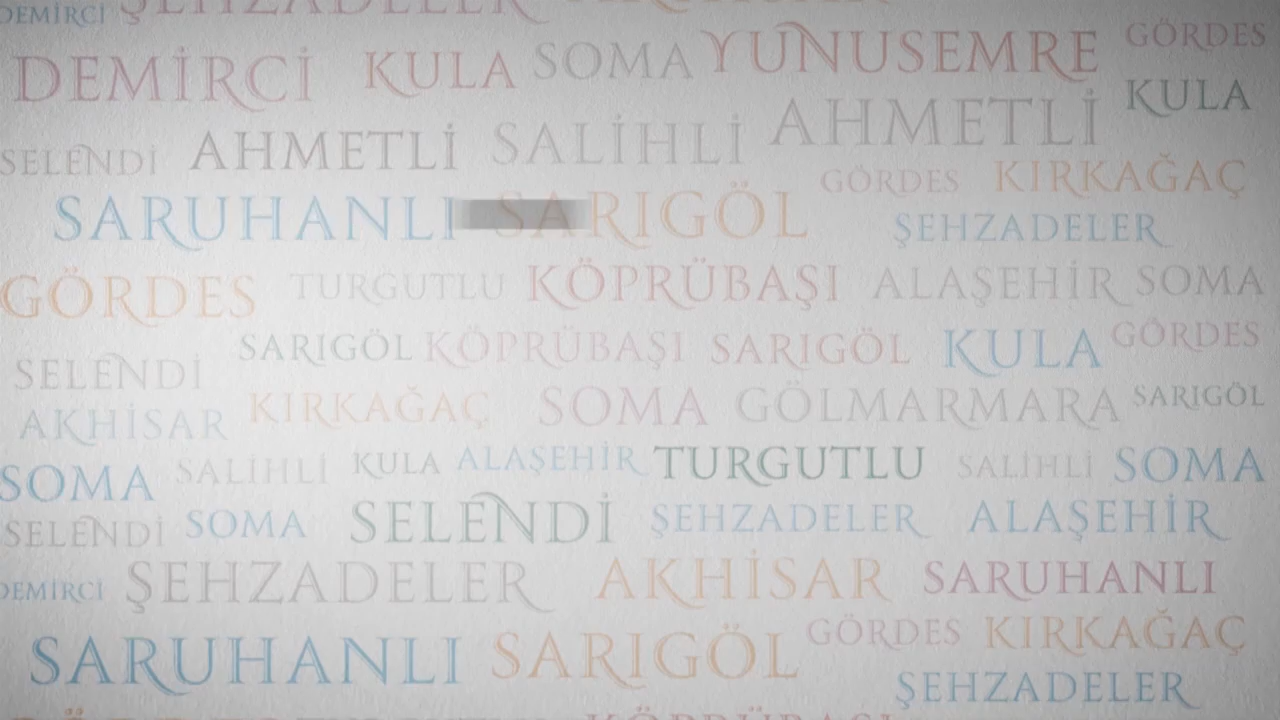 DEMİRCİ ŞEHZADELER
DEMİRCİ KULA SOMA YUNUSEMRE GÖRDES
KULA
SELENDİ AHMETLİ SALİHLİ AHMETLİ
GÖRDES KIRKAĞAÇ
SARUHANLI SARIGÖL ŞEHZADELER
GÖRDES TURGUTLU KÖPRÜBAŞI ALAŞEHİR SOMA
SELENDİ SARIGÖL KÖPRÜBAŞI SARIGÖL KULA GÖRDES
AKHİSAR KIRKAĞAÇ SOMA GÖLMARMARA SARIGÖL
SOMA SALİHLİ KULA ALAŞEHİR TURGUTLU SALİHLİ SOMA
SELENDİ SOMA SELENDİ ŞEHZADELER ALAŞEHİR
DEMİRCİ ŞEHZADELER AKHİSAR SARUHANLI
SARUHANLI SARIGÖL GÖRDES KIRKAĞAÇ
ŞEHZADELER
KÖPRÜBAŞI